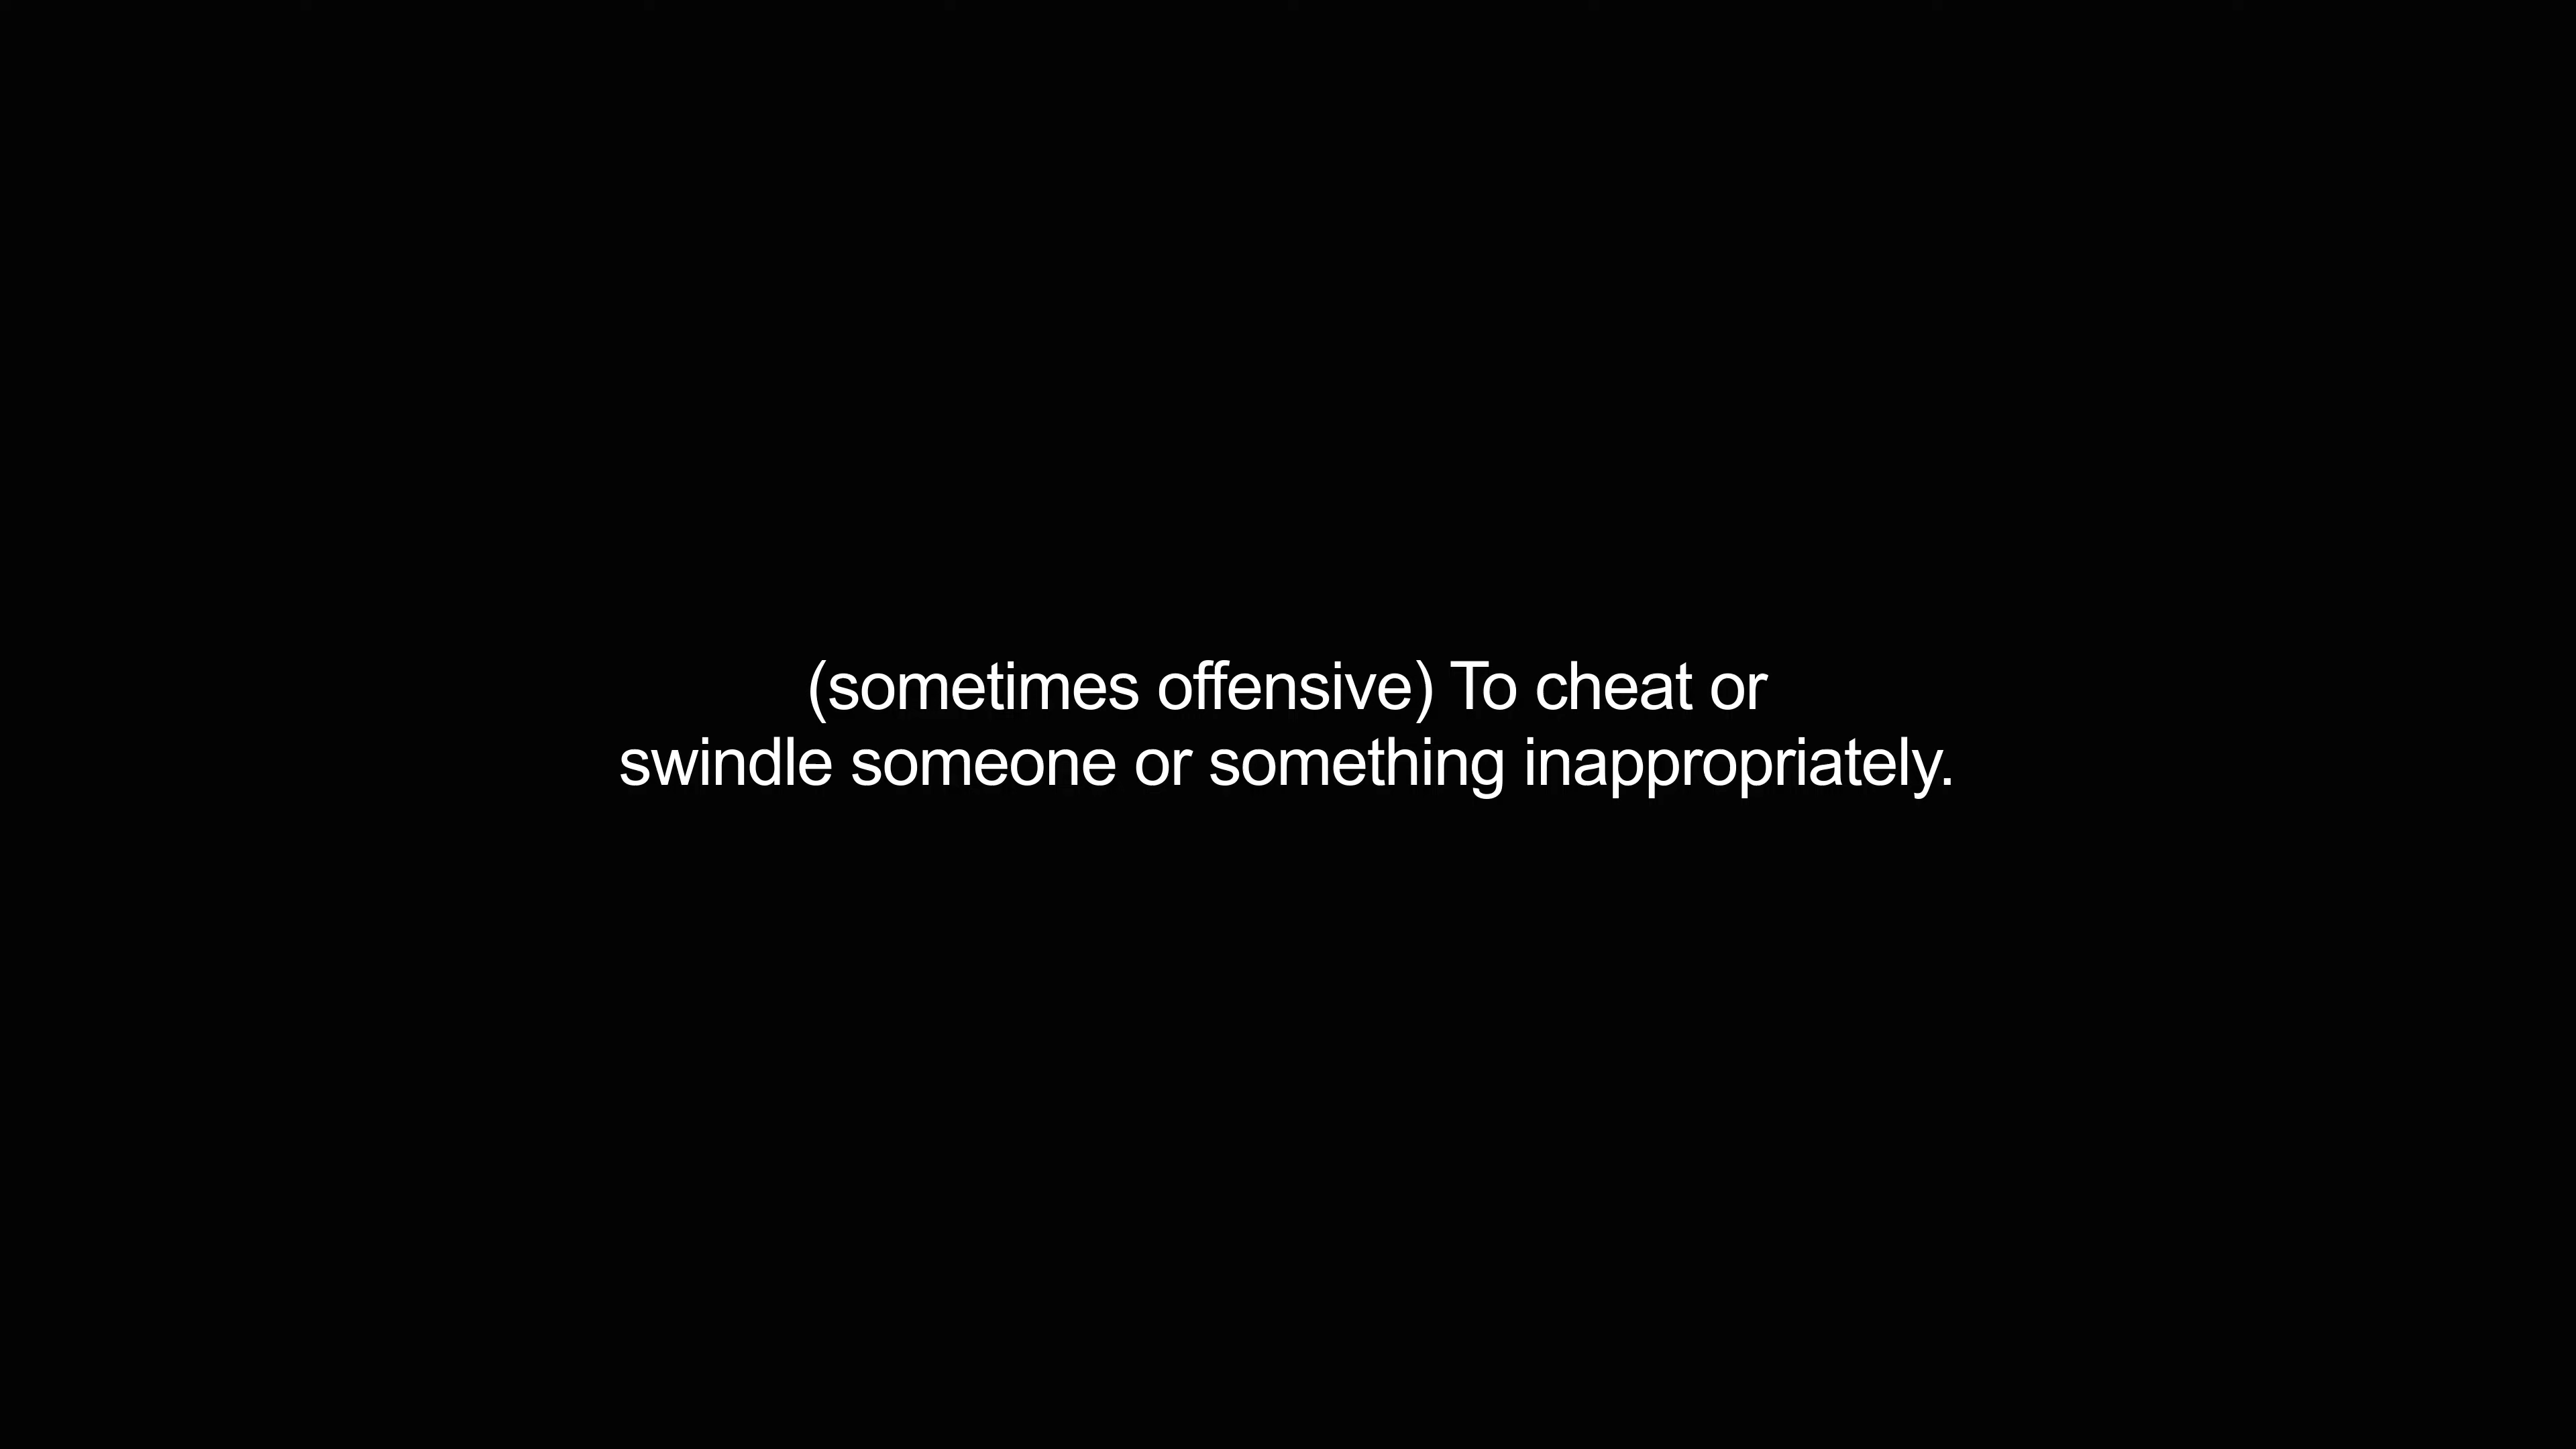 (sometimes offensive) To cheat or
swindle someone or something inappropriately.